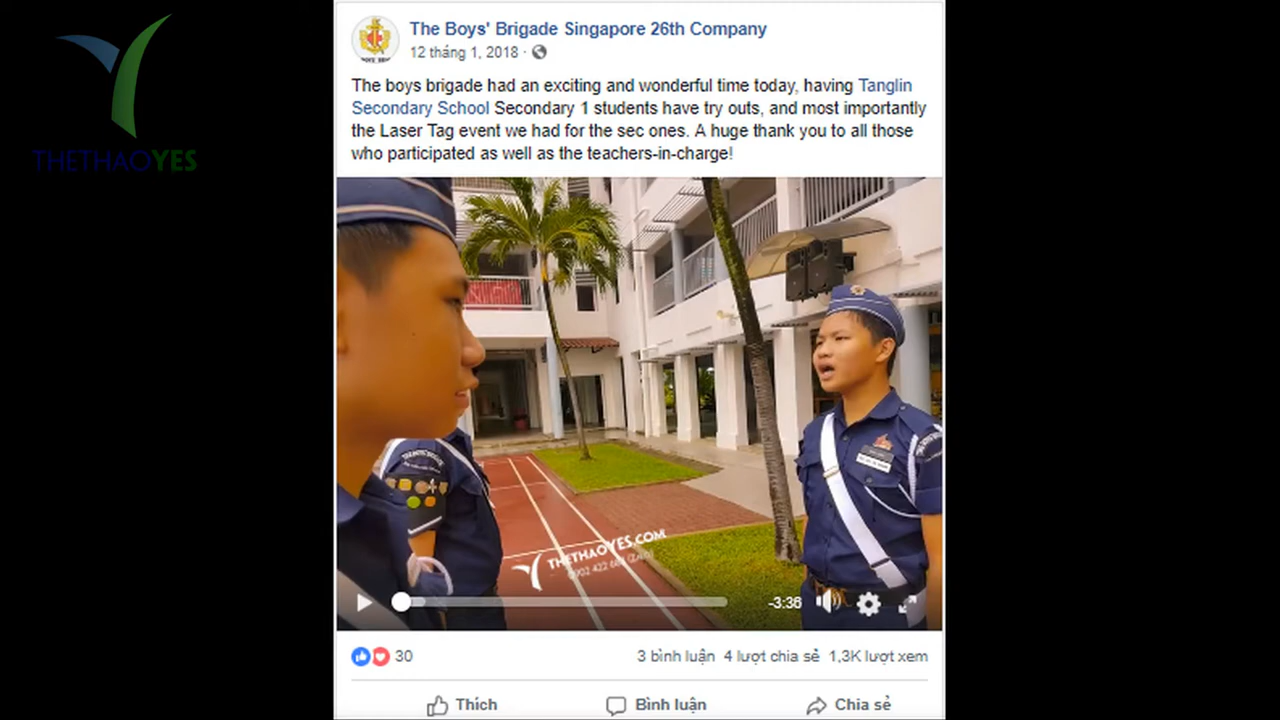 The Boys' Brigade Singapore 26th Company
12 tháng 1, 2018 ·
THETHAOYES
The boys brigade had an exciting and wonderful time today, having Tanglin
Secondary School Secondary 1 students have try outs, and most importantly
the Laser Tag event we had for the sec ones. A huge thank you to all those
who participated as well as the teachers-in-charge!
THETHAOYES.COM
-3:36
30
3 bình luận 4 lượt chia sẻ 1,3K lượt xem
Thích Bình luận Chia sẻ